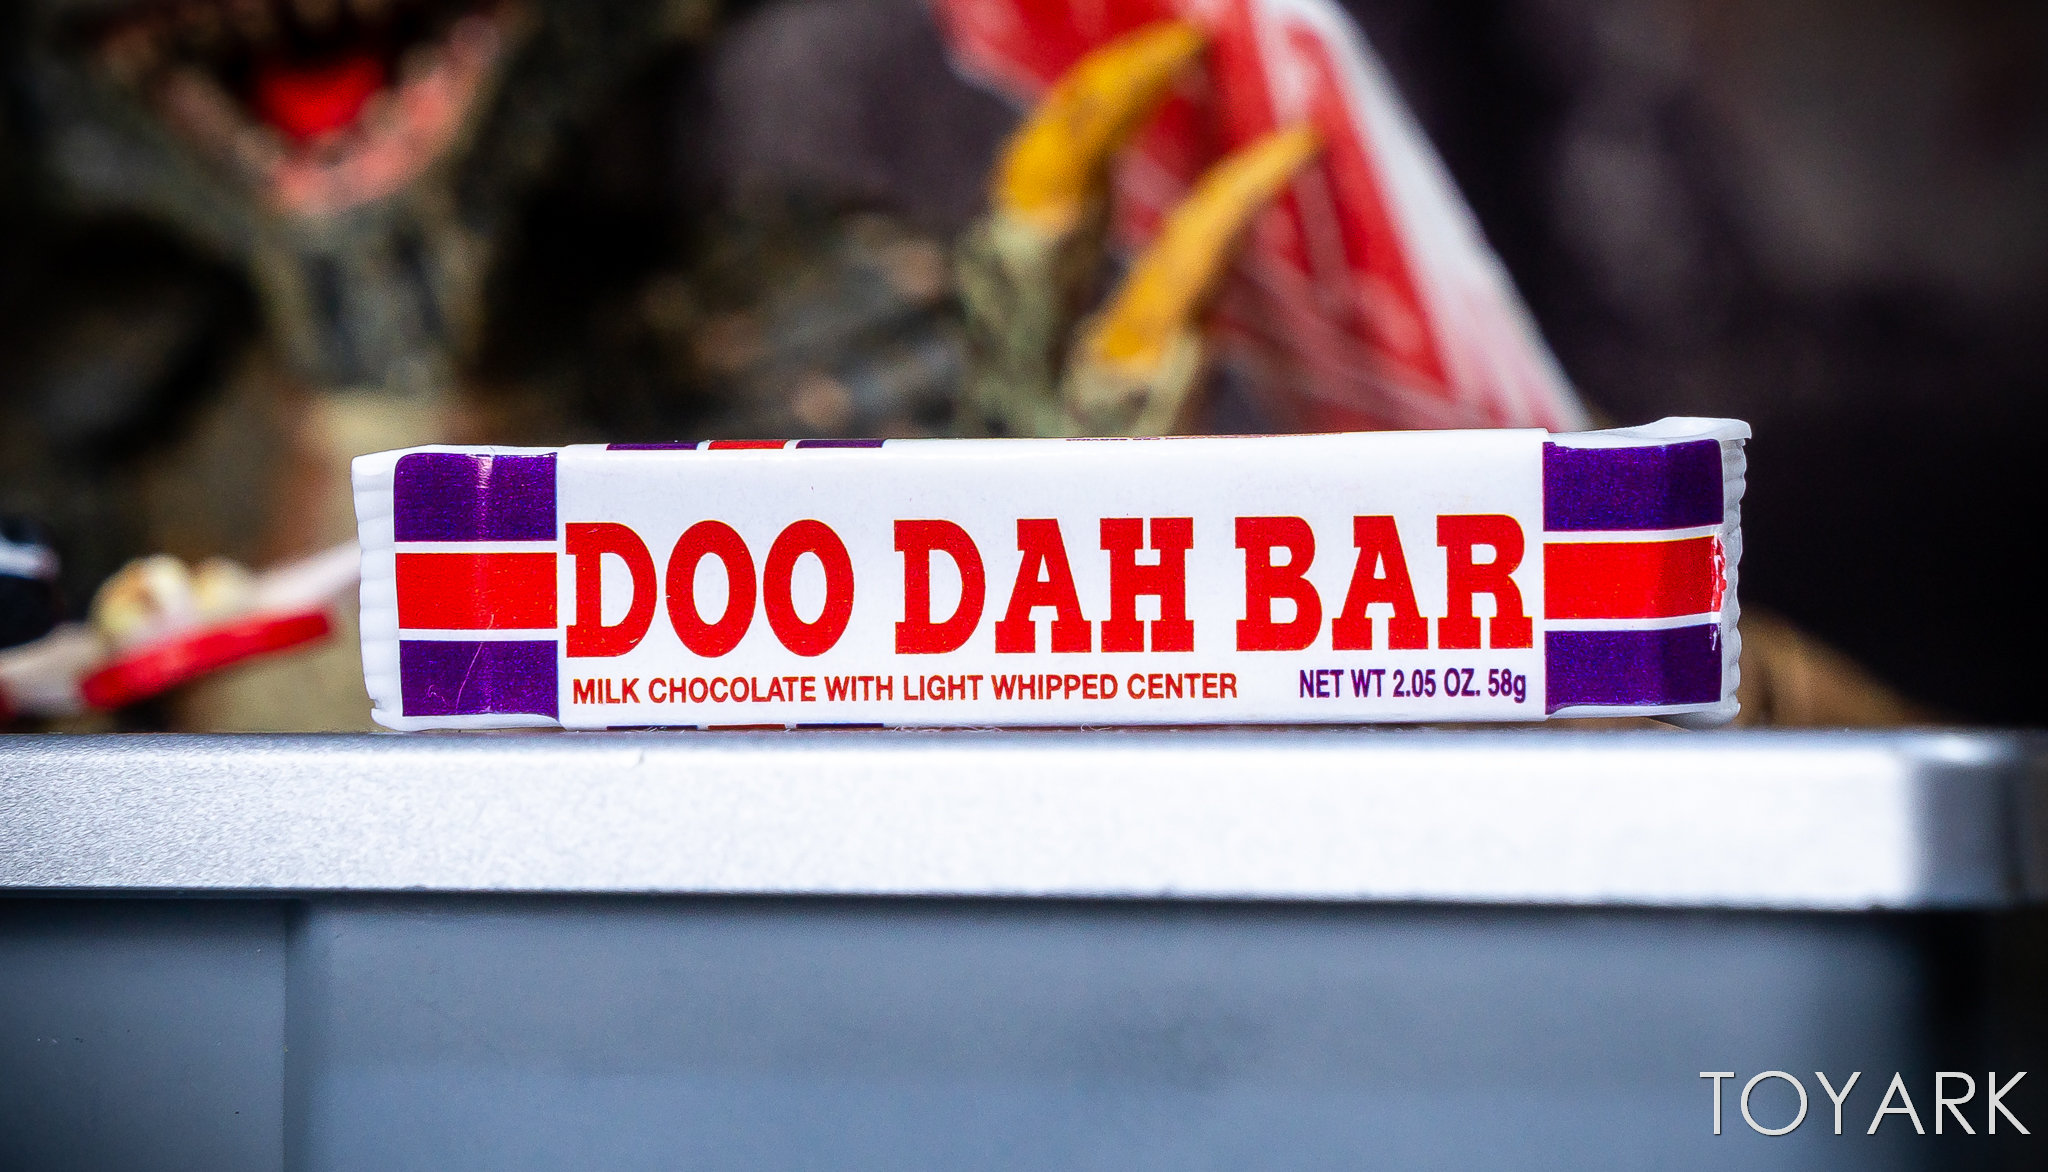 DOO DAH BAR
MILK CHOCOLATE WITH LIGHT WHIPPED CENTER NET WT 2.05 OZ. 58g
TOYARK